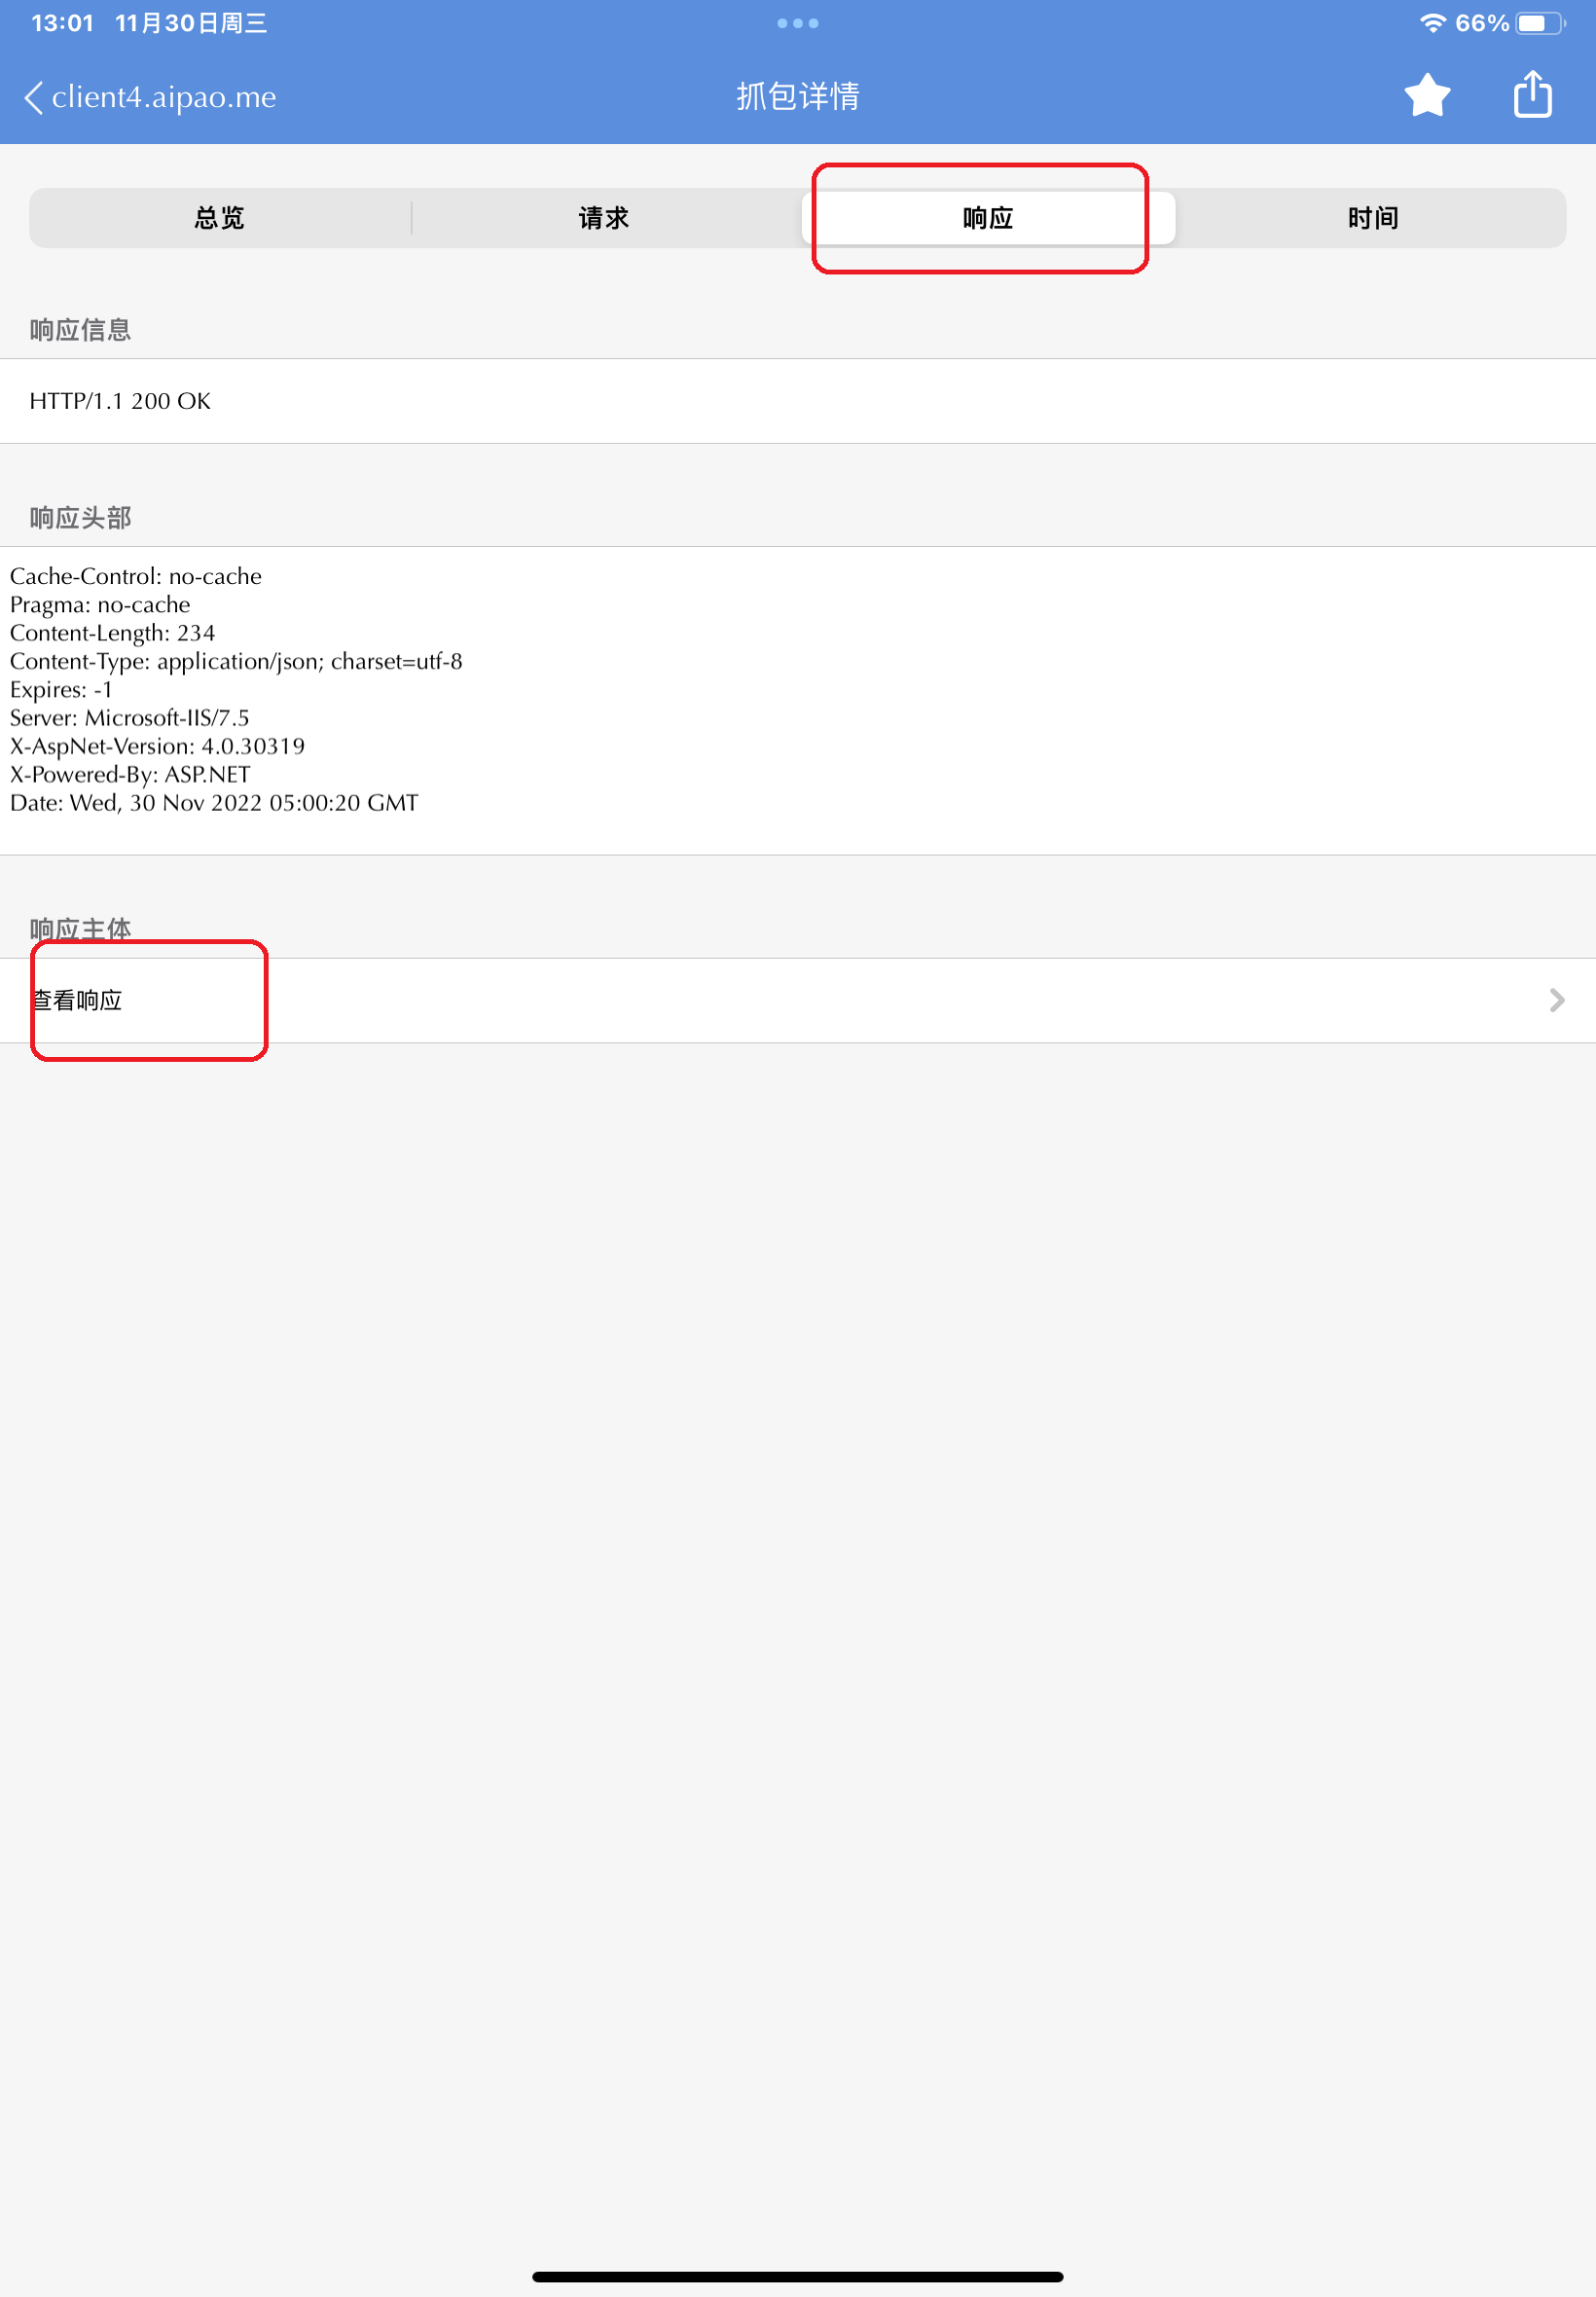 13:01 11月30日周三
66%
client4.aipao.me
抓包详情
总览
请求
响应
时间
响应信息
HTTP/1.1 200 OK
响应头部
Cache-Control: no-cache
Pragma: no-cache
Content-Length: 234
Content-Type: application/json; charset=utf-8
Expires: -1
Server: Microsoft-IIS/7.5
X-AspNet-Version: 4.0.30319
X-Powered-By: ASP.NET
Date: Wed, 30 Nov 2022 05:00:20 GMT
响应主体
查看响应